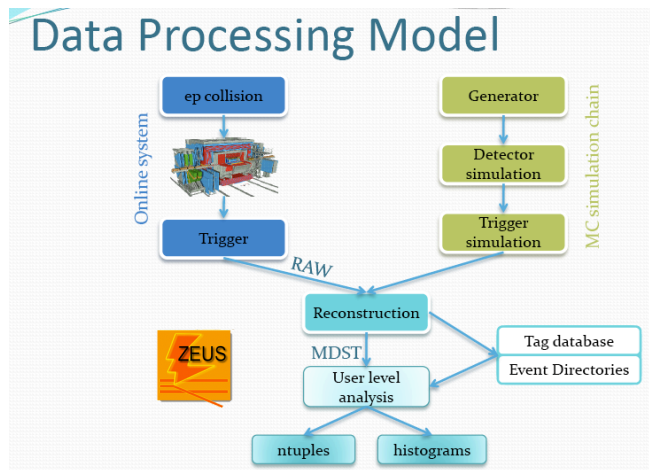 Data Processing Model
ep collision
Generator
Online system
MC simulation chain
Detector
simulation
Trigger
Trigger
simulation
RAW
Reconstruction
ZEUS
MDST
Tag database
Event Directories
User level
analysis
ntuples
histograms